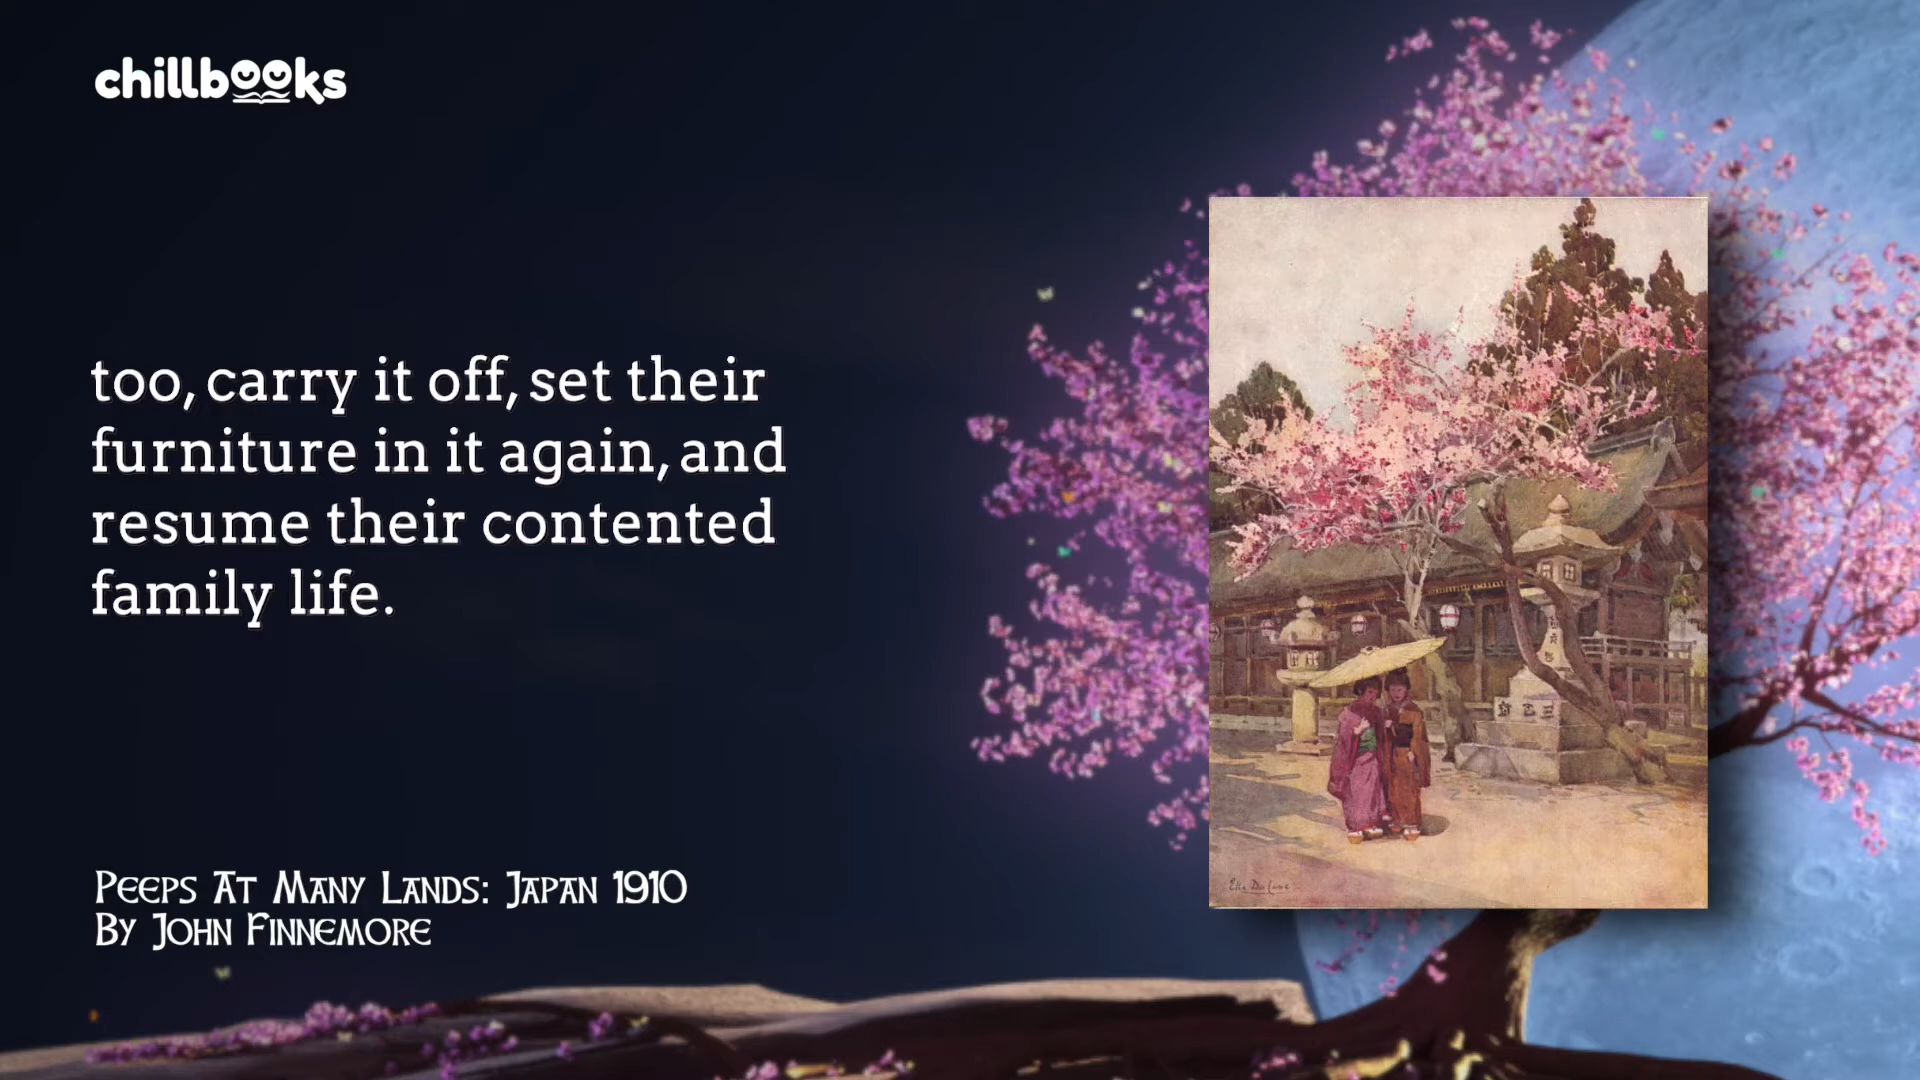 chillbooks
too, carry it off, set their
furniture in it again, and
resume their contented
family life.
Peeps At Many Lands: Japan 1910
By John Finnemore